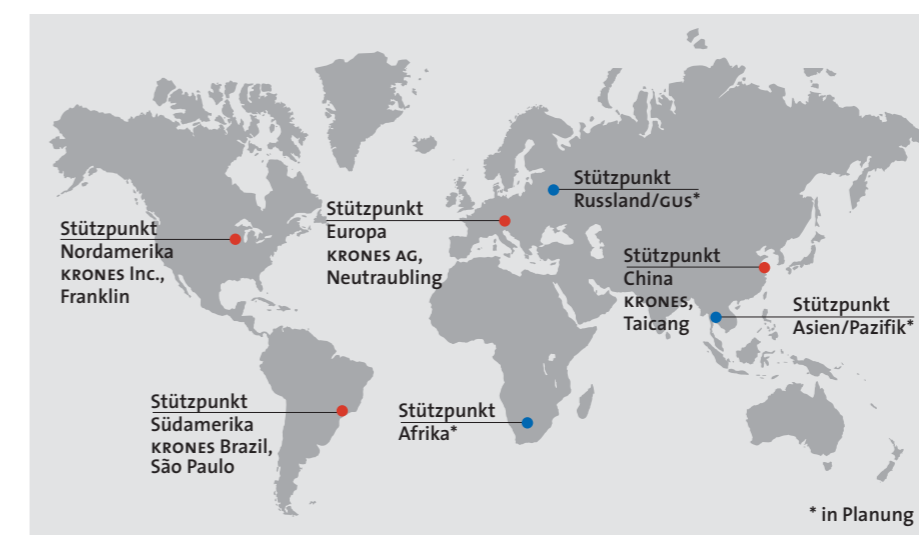 Stützpunkt
Russland/GUS*
Stützpunkt
Europa
KRONES AG,
Neutraubling
Stützpunkt
Nordamerika
KRONES Inc.,
Franklin
Stützpunkt
China
KRONES,
Taicang
Stützpunkt
Asien/Pazifik*
Stützpunkt
Südamerika
KRONES Brazil,
São Paulo
Stützpunkt
Afrika*
* in Planung